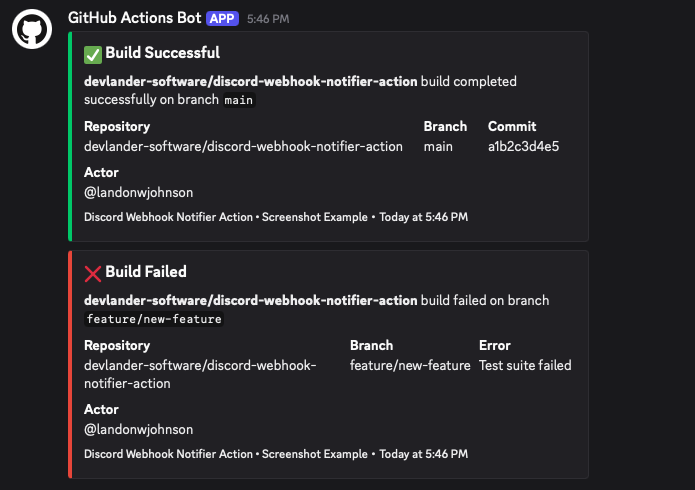 GitHub Actions Bot APP 5:46 PM
Build Successful
devlander-software/discord-webhook-notifier-action build completed
successfully on branch main
Repository Branch Commit
devlander-software/discord-webhook-notifier-action main a1b2c3d4e5
Actor
@landonwjohnson
Discord Webhook Notifier Action • Screenshot Example • Today at 5:46 PM
Build Failed
devlander-software/discord-webhook-notifier-action build failed on branch
feature/new-feature
Repository Branch Error
devlander-software/discord-webhook- feature/new-feature Test suite failed
notifier-action
Actor
@landonwjohnson
Discord Webhook Notifier Action • Screenshot Example • Today at 5:46 PM